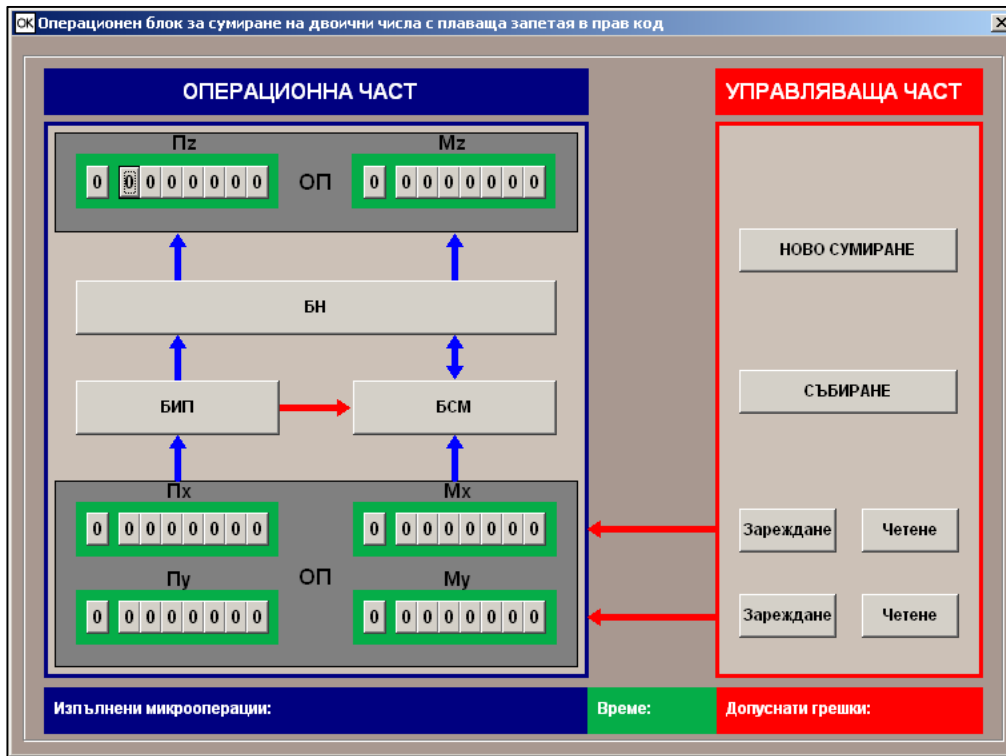 OK Операционен блок за сумиране на двоични числа с плаваща запетая в прав код
ОПЕРАЦИОННА ЧАСТ
УПРАВЛЯВАЩА ЧАСТ
Пz Mz
0 0 0 0 0 0 0 0 ОП 0 0 0 0 0 0 0 0
НОВО СУМИРАНЕ
БН
БИП БСМ
СЪБИРАНЕ
Пx Mx
0 0 0 0 0 0 0 0 0 0 0 0 0 0 0 0
Зареждане Четене
ОП
Пy My
0 0 0 0 0 0 0 0 0 0 0 0 0 0 0 0
Зареждане Четене
Изпълнени микрооперации: Време: Допуснати грешки: